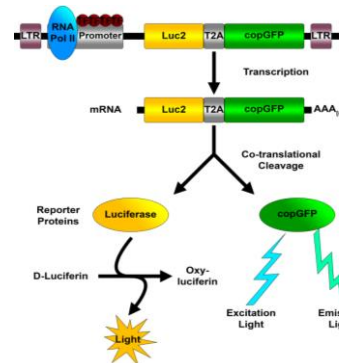 RNA
Pol II
LTR
Promoter
Luc2
T2A
copGFP
LTR
Transcription
mRNA
Luc2
T2A
copGFP
AAA
Co-translational
Cleavage
Reporter
Proteins
Luciferase
copGFP
D-Luciferin
Oxy-
luciferin
Light
Excitation
Light